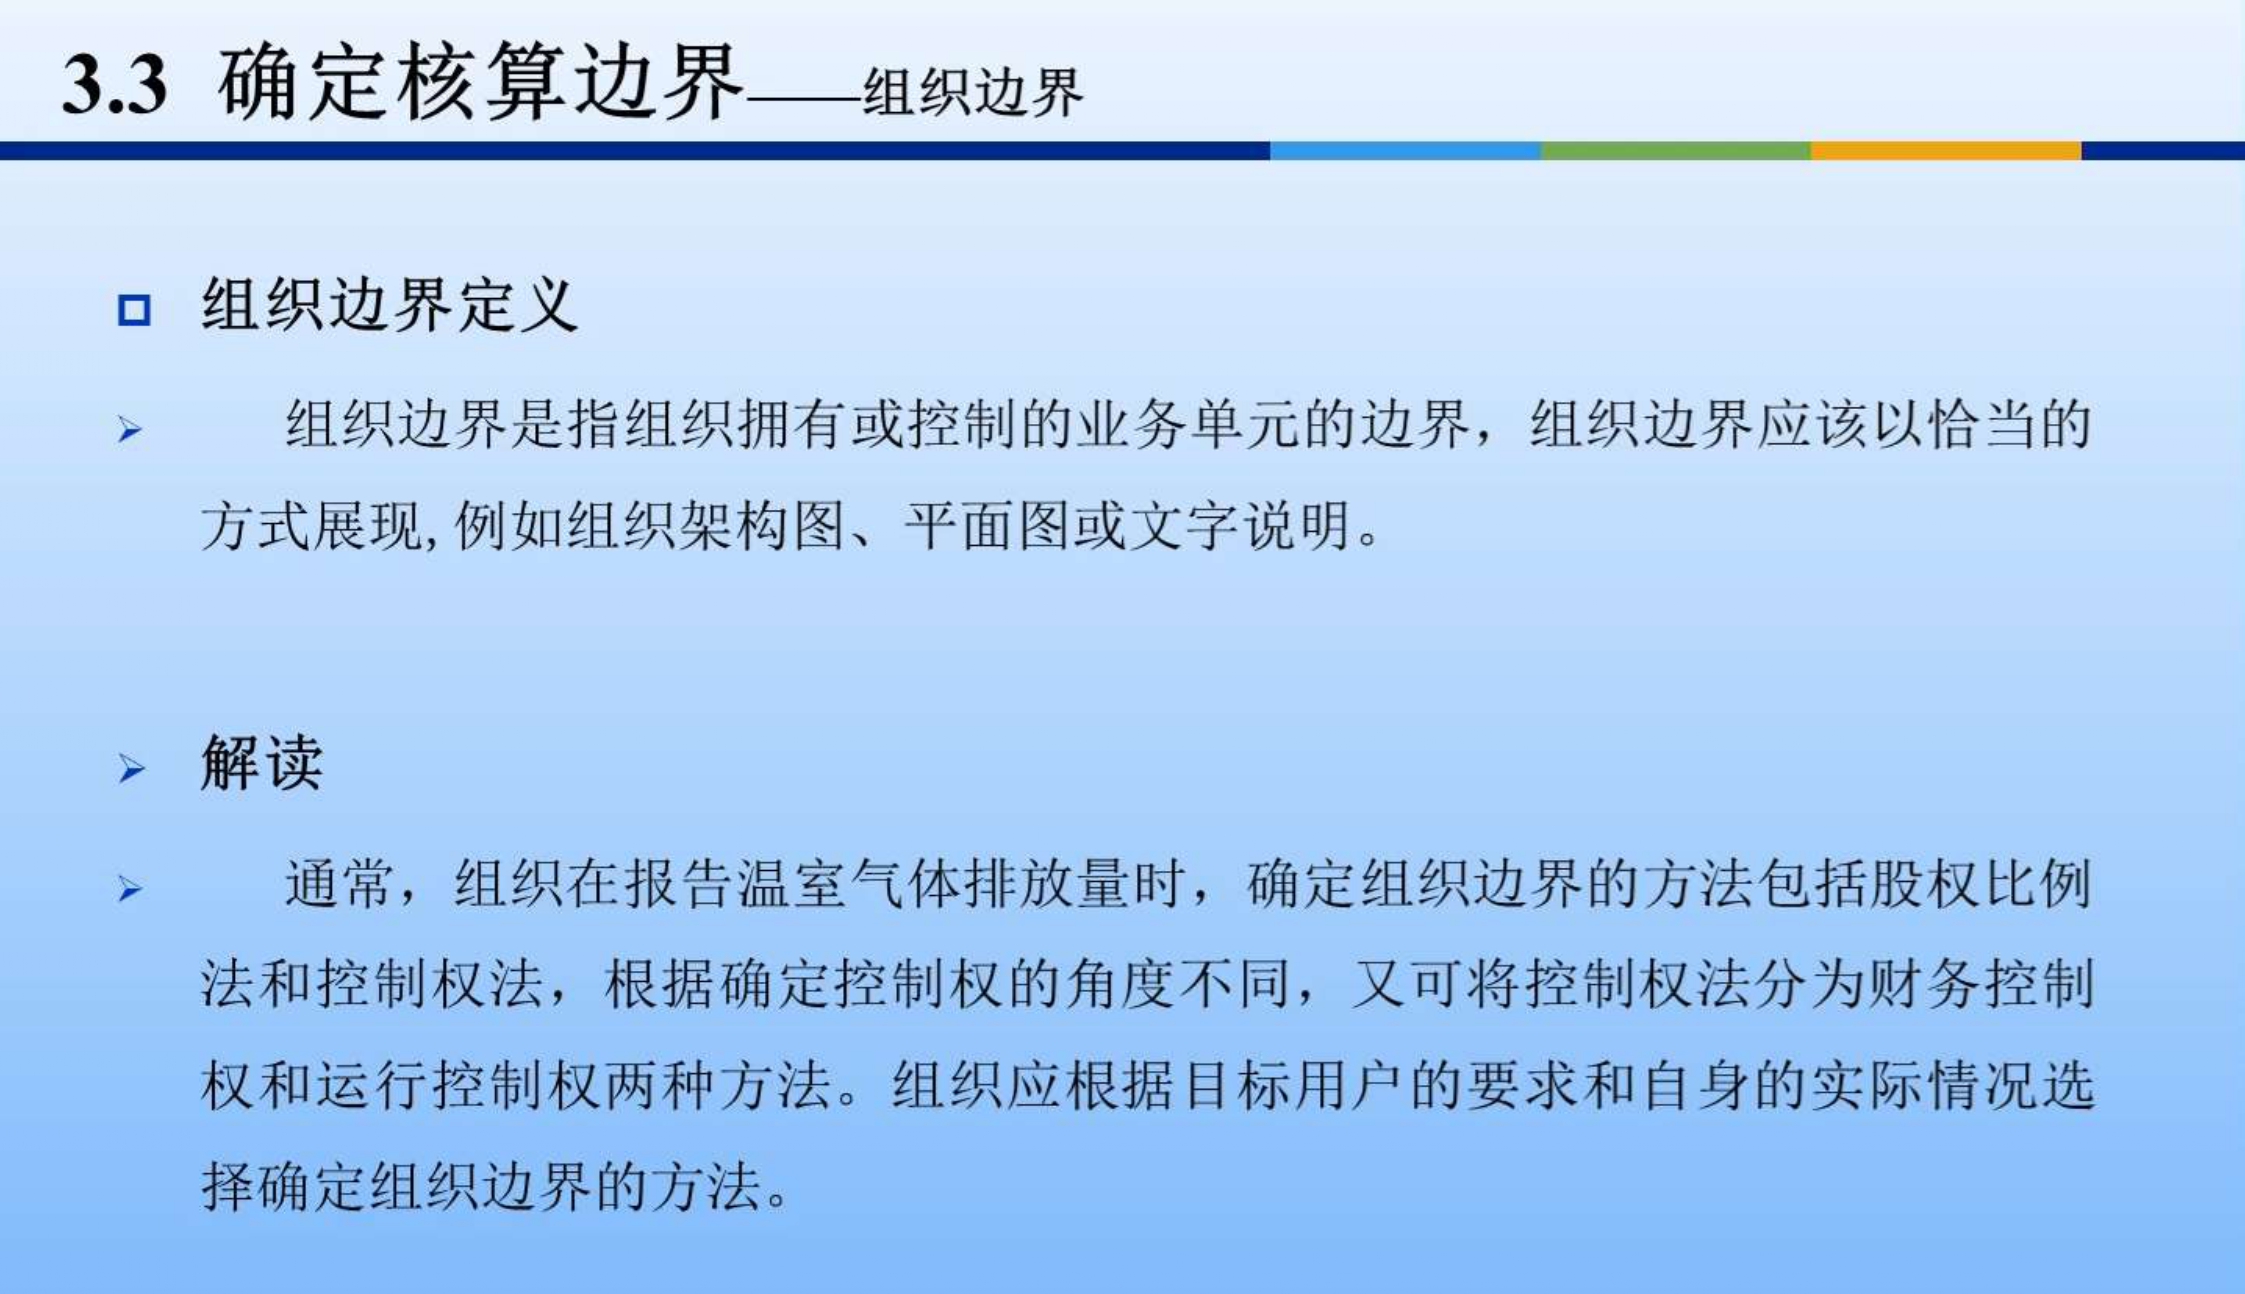 3.3 确定核算边界——组织边界
组织边界定义
组织边界是指组织拥有或控制的业务单元的边界，组织边界应该以恰当的
方式展现,例如组织架构图、平面图或文字说明。
解读
通常，组织在报告温室气体排放量时，确定组织边界的方法包括股权比例
法和控制权法，根据确定控制权的角度不同，又可将控制权法分为财务控制
权和运行控制权两种方法。组织应根据目标用户的要求和自身的实际情况选
择确定组织边界的方法。